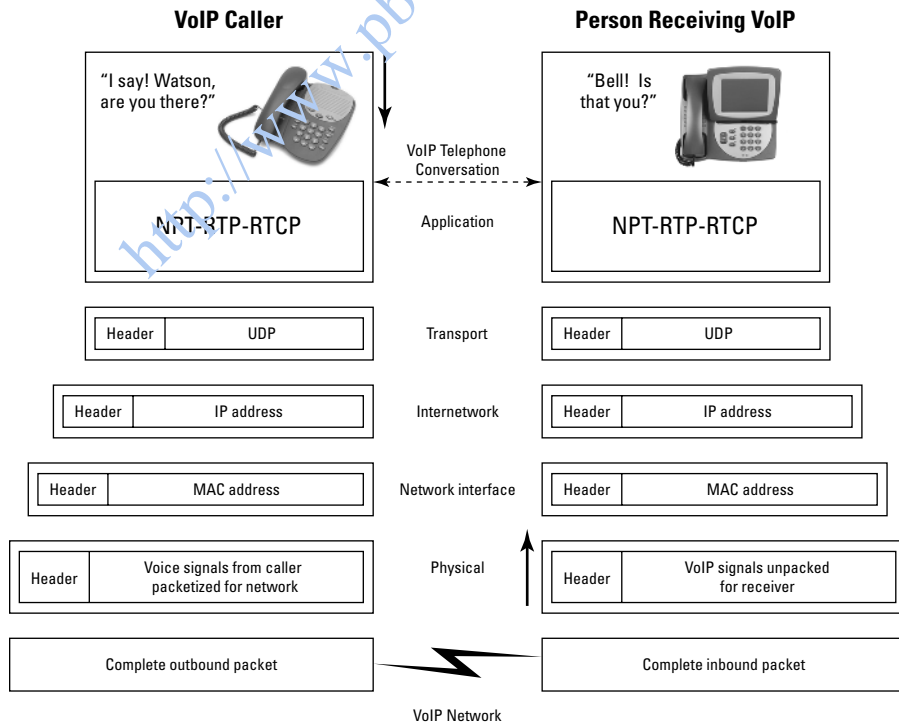 VoIP Caller
Person Receiving VoIP
"I say! Watson,
are you there?"
"Bell! Is
that you?"
VoIP Telephone
Conversation
NPT-RTP-RTCP
Application
NPT-RTP-RTCP
Header
UDP
Transport
Header
UDP
Header
IP address
Internetwork
Header
IP address
Header
MAC address
Network interface
Header
MAC address
Header
Voice signals from caller
packetized for network
Physical
Header
VoIP signals unpacked
for receiver
Complete outbound packet
Complete inbound packet
VoIP Network
http://www.pb